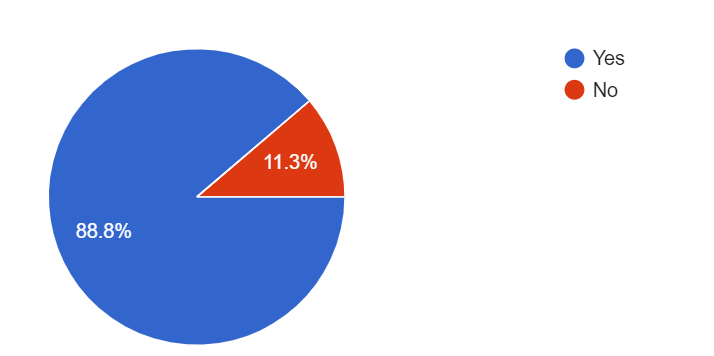 Yes
No
11.3%
88.8%